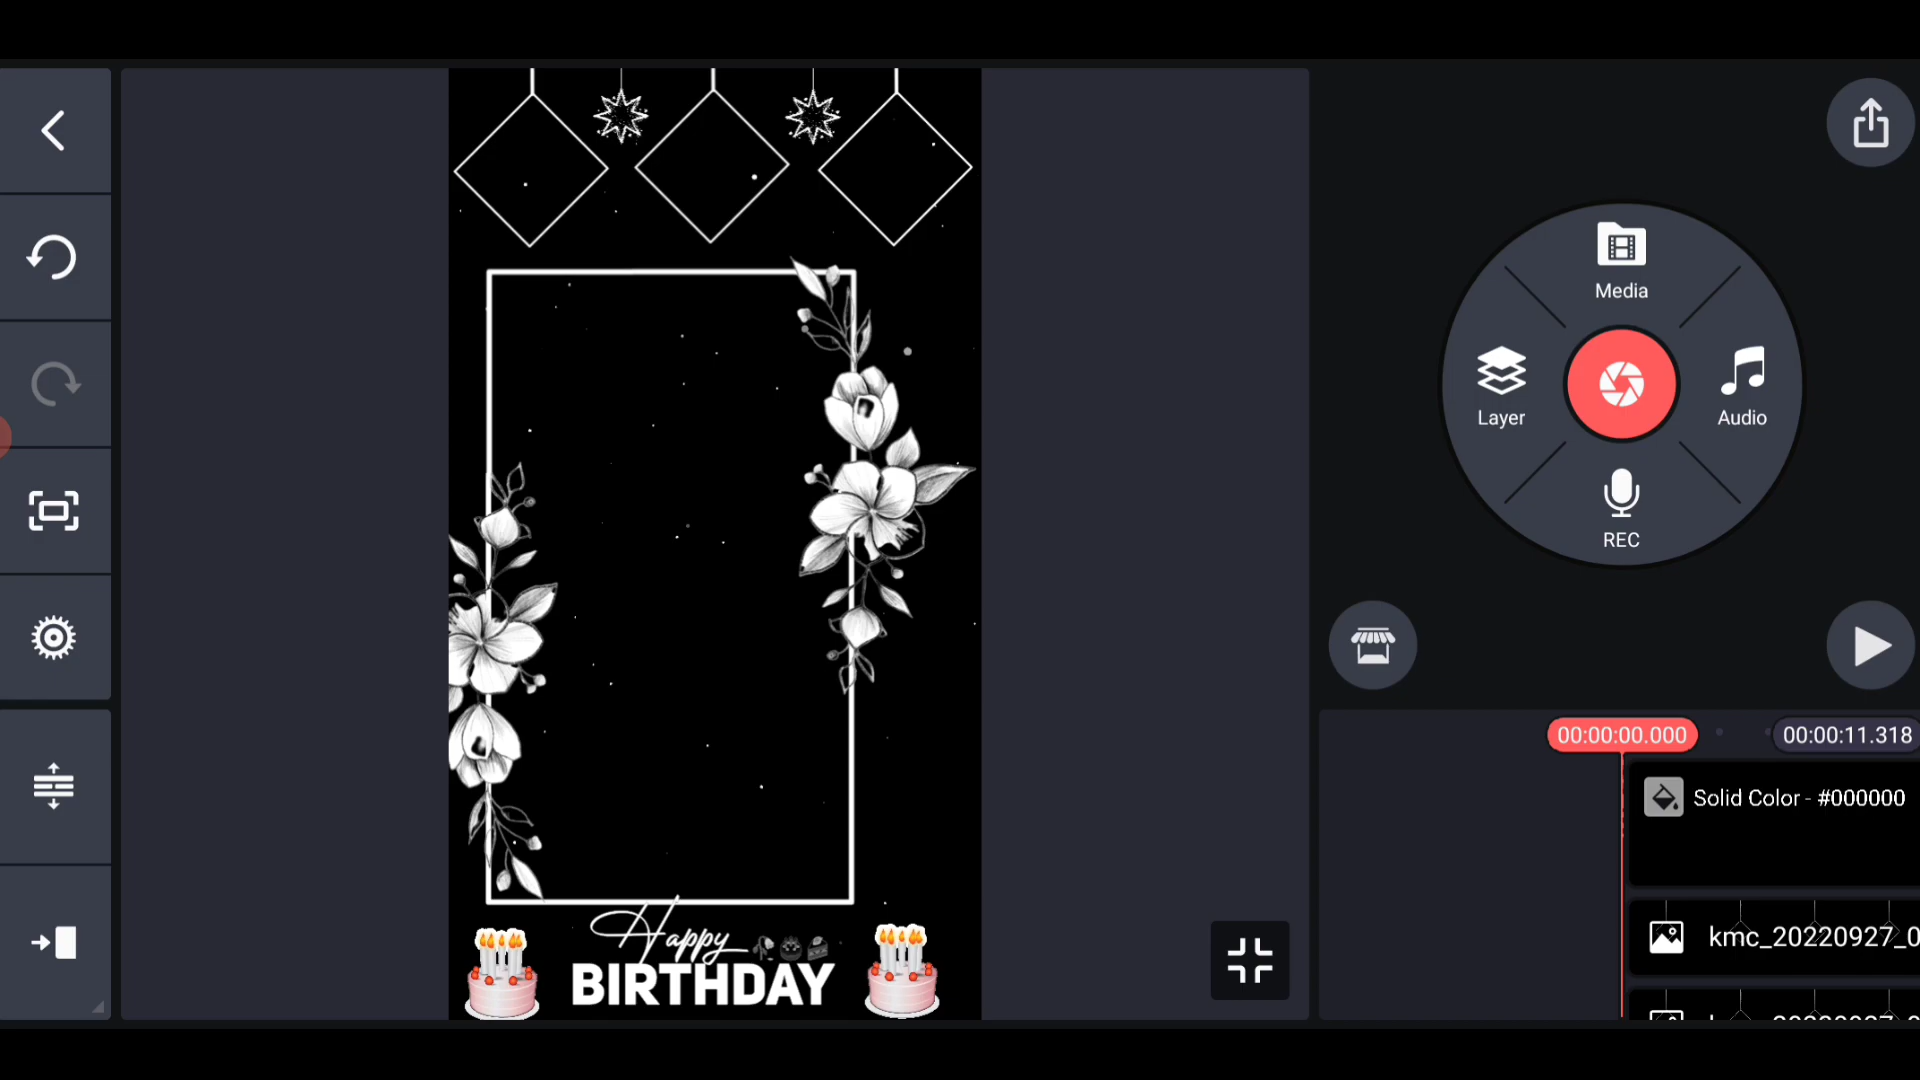 Media
Layer
Audio
REC
00:00:00.000
00:00:11.318
Solid Color - #000000
kmc_20220927_0
Happy
BIRTHDAY